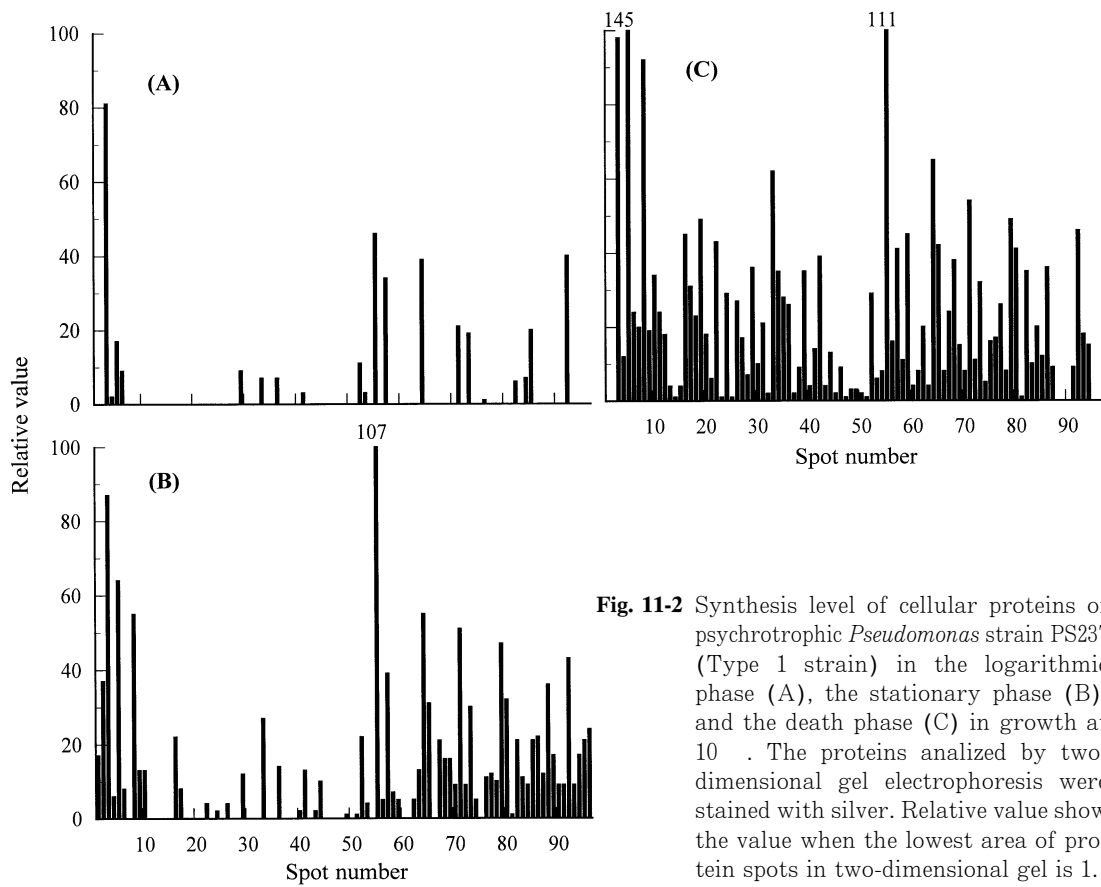 100
80
60
40
20
0
(A)
145
111
(C)
10 20 30 40 50 60 70 80 90
Spot number
Relative value
107
100
80
60
40
20
0
(B)
10 20 30 40 50 60 70 80 90
Spot number
Fig. 11-2 Synthesis level of cellular proteins of
psychrotrophic Pseudomonas strain PS237
(Type 1 strain) in the logarithmic
phase (A), the stationary phase (B)
and the death phase (C) in growth at
10 . The proteins analized by two-
dimensional gel electrophoresis were
stained with silver. Relative value show
the value when the lowest area of pro
tein spots in two-dimensional gel is 1.